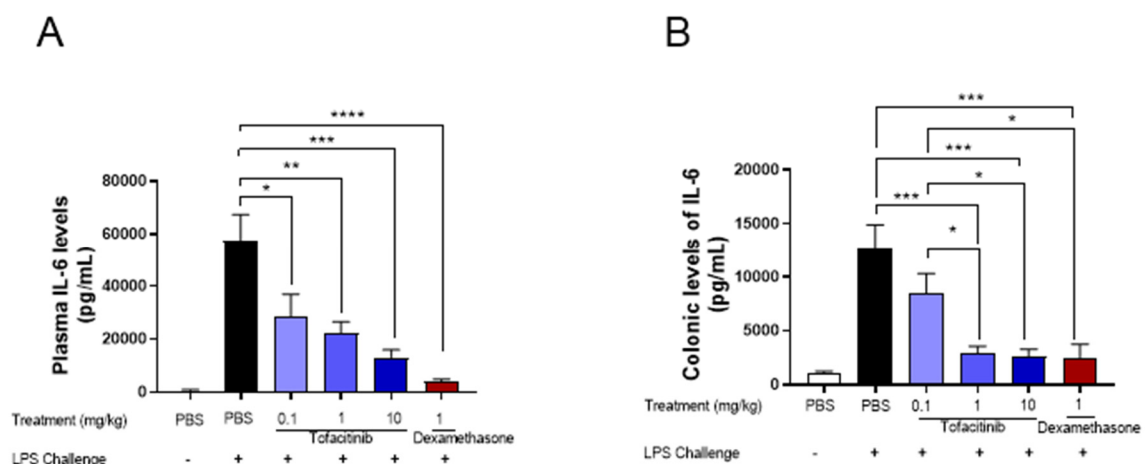 A
****
***
**
*
80000
60000
40000
20000
0
Plasma IL-6 levels
(pg/mL)
Treatment (mg/kg) PBS PBS 0.1 1 10 1
Tofacitinib Dexamethasone
LPS Challenge - + + + + +
B
***
*
***
*
***
*
20000
15000
10000
5000
0
Colonic levels of IL-6
(pg/mL)
Treatment (mg/kg) PBS PBS 0.1 1 10 1
Tofacitinib Dexamethasone
LPS Challenge - + + + + +